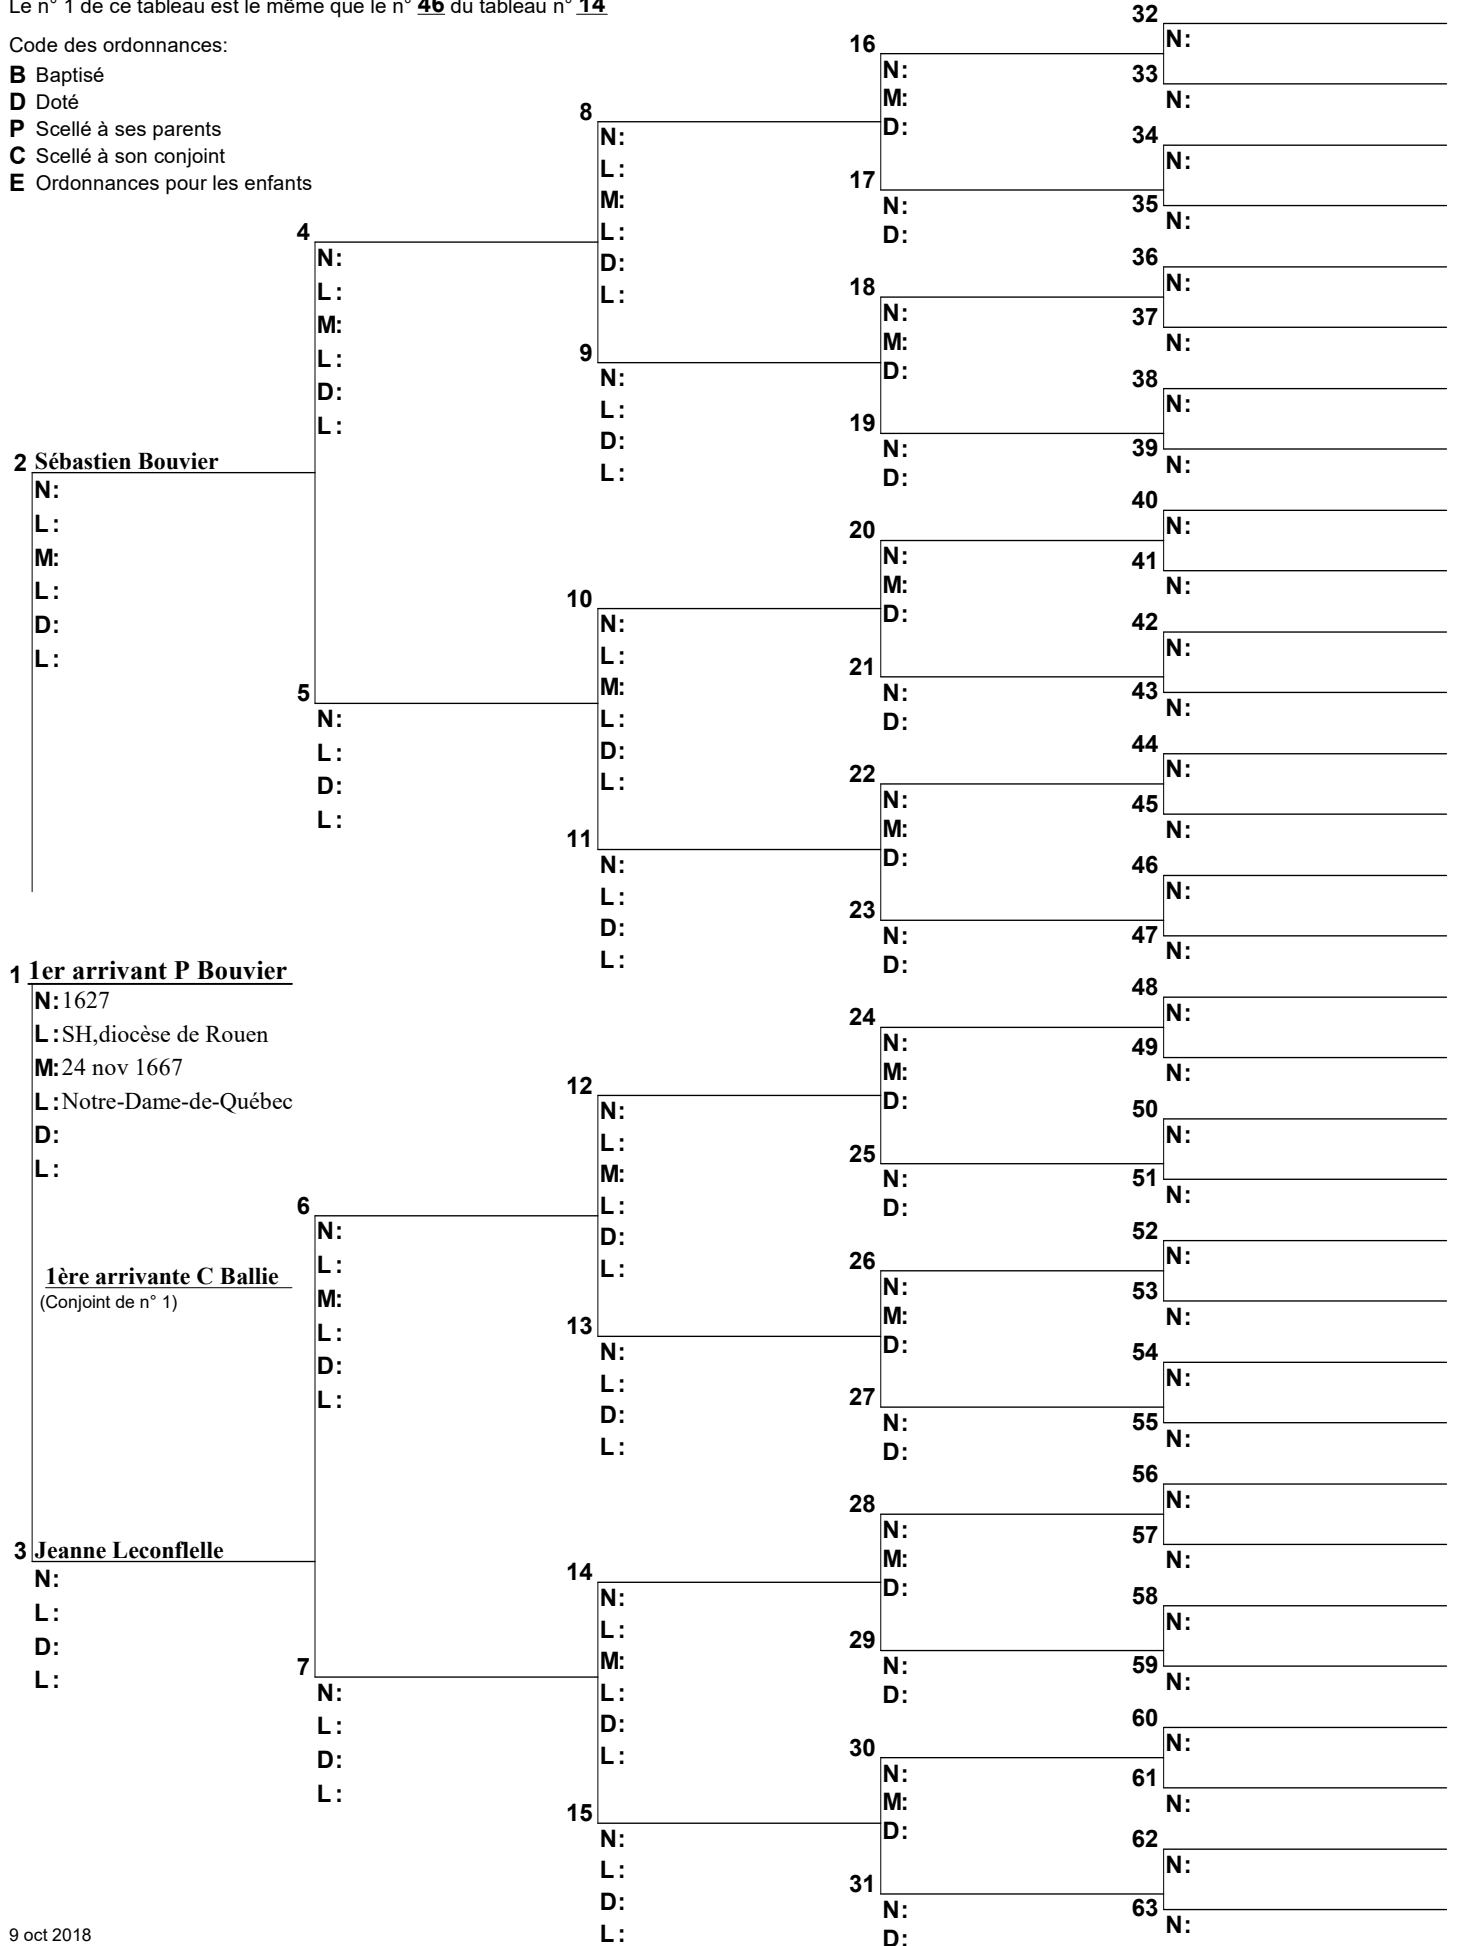 Le n° 1 de ce tableau est le même que le n° 46 du tableau n° 14
Code des ordonnances:
B Baptisé
D Doté
P Scellé à ses parents
C Scellé à son conjoint
E Ordonnances pour les enfants
2 Sébastien Bouvier
N:
L:
M:
L:
D:
L:
1 1er arrivant P Bouvier
N: 1627
L: SH,diocèse de Rouen
M: 24 nov 1667
L: Notre-Dame-de-Québec
D:
L:
1ère arrivante C Ballie
(Conjoint de n° 1)
3 Jeanne Leconflelle
N:
L:
D:
L:
4
N:
L:
M:
L:
D:
L:
5
N:
L:
D:
L:
6
N:
L:
M:
L:
D:
L:
7
N:
L:
D:
L:
8
N:
L:
M:
L:
D:
L:
9
N:
L:
D:
L:
10
N:
L:
M:
L:
D:
L:
11
N:
L:
D:
L:
12
N:
L:
M:
L:
D:
L:
13
N:
L:
D:
L:
14
N:
L:
M:
L:
D:
L:
15
N:
L:
D:
L:
16
N:
M:
D:
17
N:
D:
18
N:
M:
D:
19
N:
D:
20
N:
M:
D:
21
N:
D:
22
N:
M:
D:
23
N:
D:
24
N:
M:
D:
25
N:
D:
26
N:
M:
D:
27
N:
D:
28
N:
M:
D:
29
N:
D:
30
N:
M:
D:
31
N:
D:
32
N:
33
N:
34
N:
35
N:
36
N:
37
N:
38
N:
39
N:
40
N:
41
N:
42
N:
43
N:
44
N:
45
N:
46
N:
47
N:
48
N:
49
N:
50
N:
51
N:
52
N:
53
N:
54
N:
55
N:
56
N:
57
N:
58
N:
59
N:
60
N:
61
N:
62
N:
63
N:
9 oct 2018